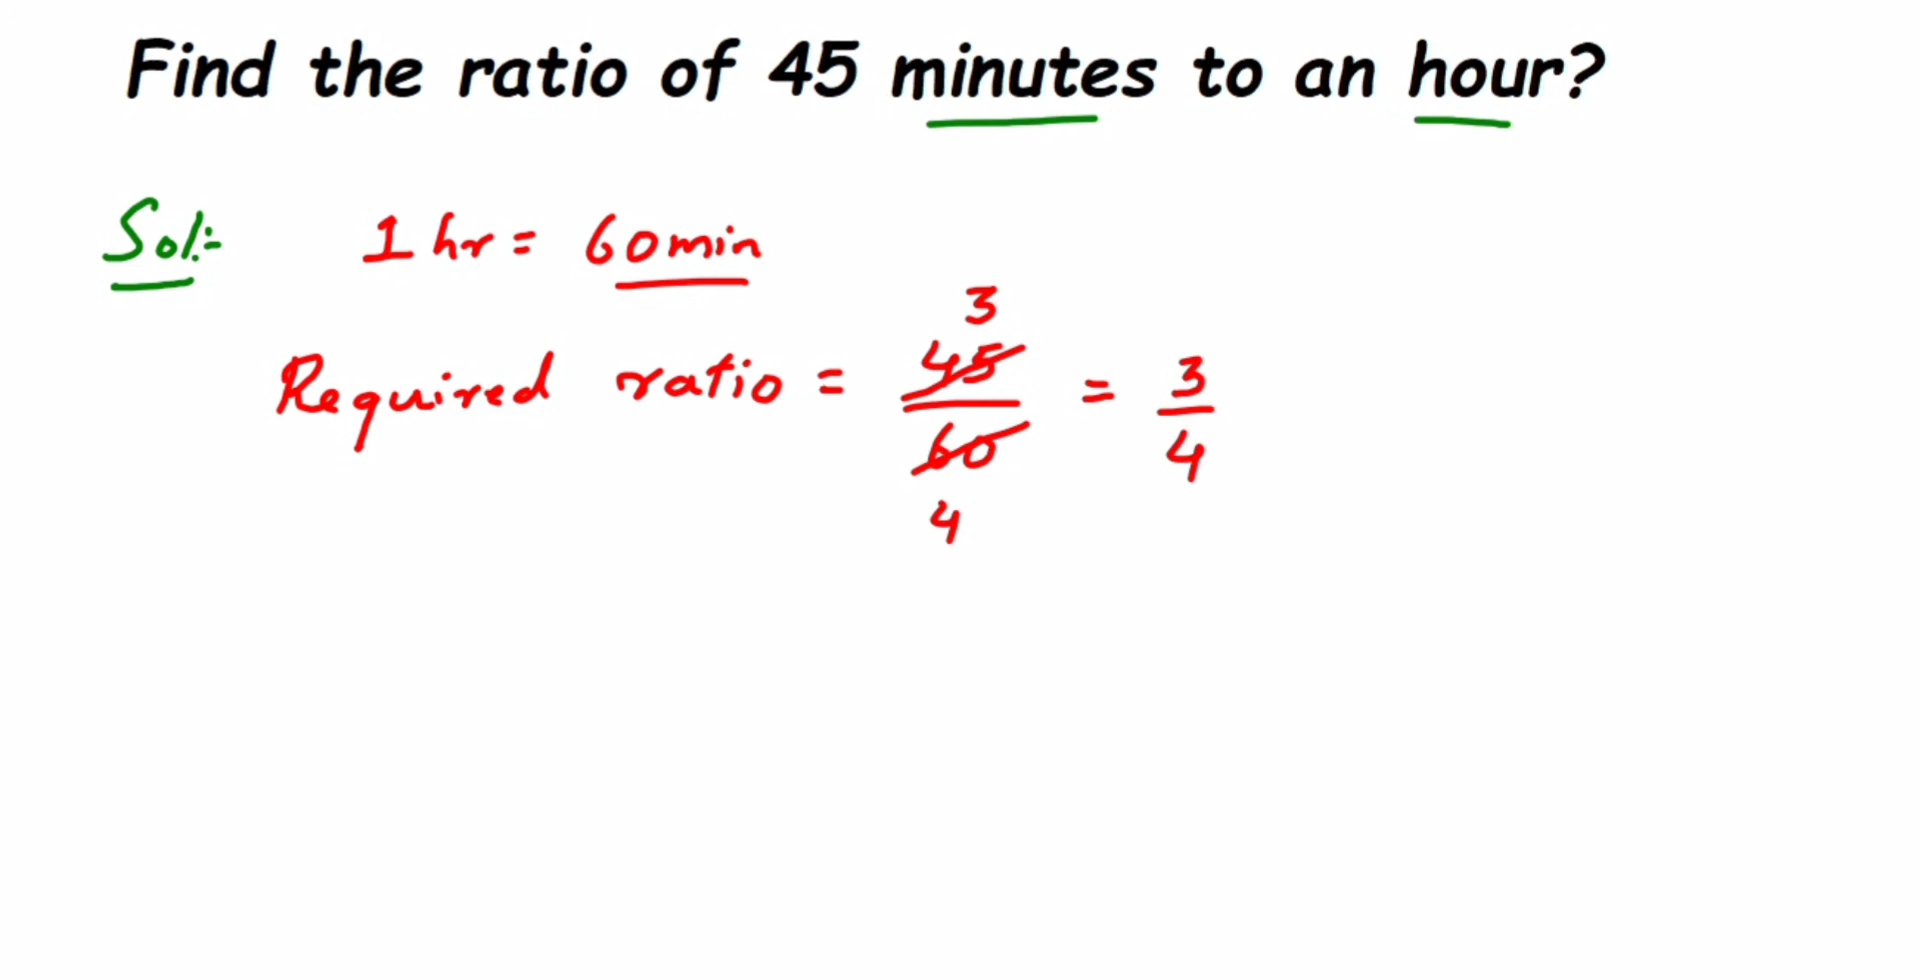 Find the ratio of 45 minutes to an hour?
Sol:- 1 hr = 60 min
3
Required ratio = 45/60 = 3/4
4